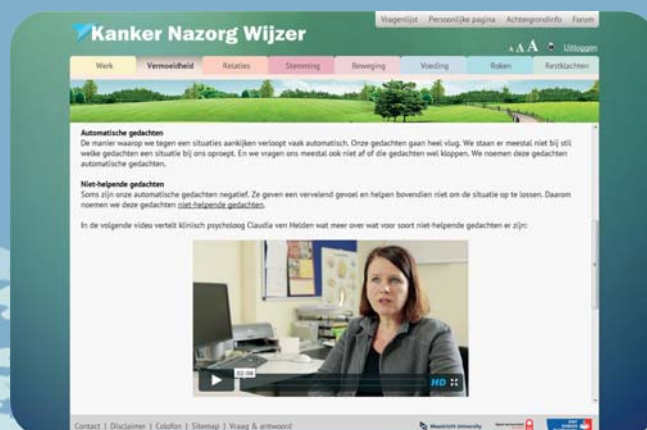 Vragenlijst Persoonlijke pagina Achtergrondinfo Forum
Kanker Nazorg Wijzer
A A A Uitloggen
Werk Vermoeidheid Relaties Stemming Beweging Voeding Roken Restklachten
Automatische gedachten
De manier waarop we tegen een situaties aankijken verloopt vaak automatisch. Onze gedachten gaan heel vlug. We staan er meestal niet bij stil
welke gedachten een situatie bij ons oproept. En we vragen ons meestal ook niet af of die gedachten wel kloppen. We noemen deze gedachten
automatische gedachten.
Niet-helpende gedachten
Soms zijn onze automatische gedachten negatief. Ze geven een vervelend gevoel en helpen bovendien niet om de situatie op te lossen. Daarom
noemen we deze gedachten niet-helpende gedachten.
In de volgende video vertelt klinisch psycholoog Claudia van Helden wat meer over wat voor soort niet-helpende gedachten er zijn:
02:06
HD
Contact | Disclaimer | Colofon | Sitemap | Vraag & antwoord
Maastricht University